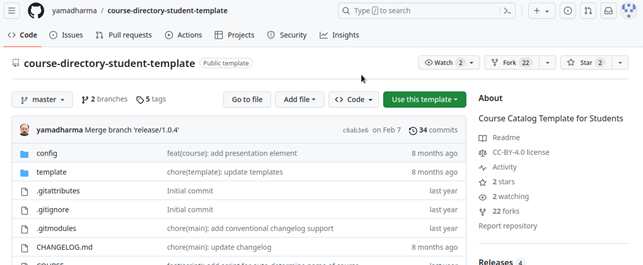 yamadharma / course-directory-student-template
Type / to search
Code Issues Pull requests Actions Projects Security Insights
course-directory-student-template Public template
Watch 2 Fork 22 Star 2
master 2 branches 5 tags Go to file Add file Code Use this template
About
Course Catalog Template for Students
yamadharma Merge branch 'release/1.0.4' c6ab3e6 on Feb 7 34 commits
Readme
config feat(course): add presentation element 8 months ago
CC-BY-4.0 license
template chore(template): update templates 8 months ago
Activity
.gitattributes Initial commit last year
2 stars
.gitignore Initial commit last year
2 watching
.gitmodules chore(main): add conventional changelog support last year
22 forks
Report repository
CHANGELOG.md chore(main): update changelog 8 months ago
Releases 4